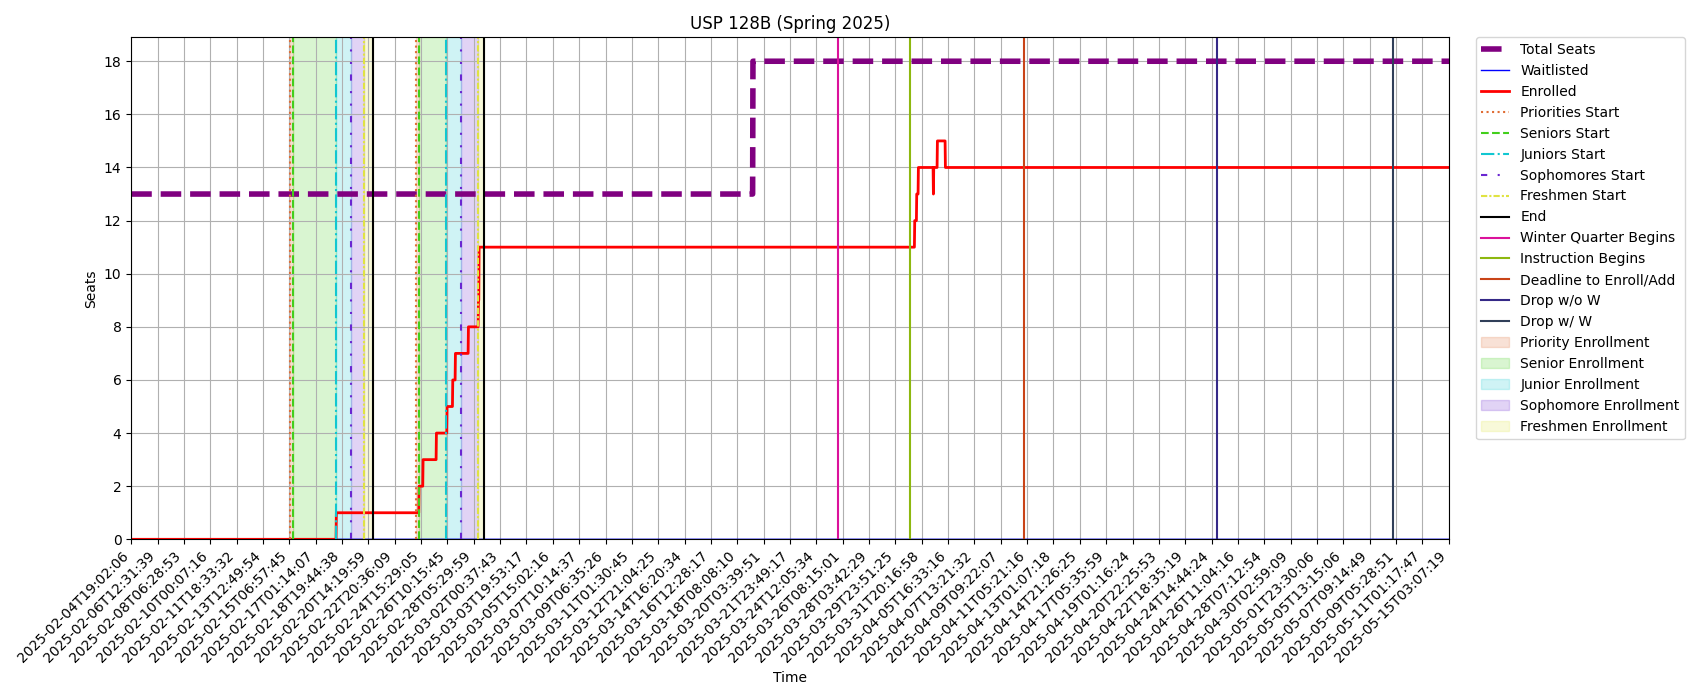 USP 128B (Spring 2025)
18
16
14
12
10
8
6
4
2
0
Seats
2025-02-04T19:02:06
2025-02-06T12:31:39
2025-02-08T06:28:53
2025-02-10T00:07:16
2025-02-11T18:33:32
2025-02-13T12:49:54
2025-02-15T06:57:45
2025-02-17T01:14:07
2025-02-18T19:44:38
2025-02-20T14:19:59
2025-02-22T20:36:09
2025-02-24T15:29:05
2025-02-26T10:15:45
2025-02-28T05:29:59
2025-03-02T00:37:43
2025-03-03T19:53:17
2025-03-05T15:02:16
2025-03-07T10:14:37
2025-03-09T06:35:26
2025-03-11T01:30:45
2025-03-12T21:04:25
2025-03-14T16:20:34
2025-03-16T12:28:17
2025-03-18T08:08:10
2025-03-20T03:39:51
2025-03-21T23:49:17
2025-03-24T12:05:34
2025-03-26T08:15:01
2025-03-28T03:42:29
2025-03-29T23:51:25
2025-03-31T20:16:58
2025-04-05T16:33:16
2025-04-07T13:21:32
2025-04-09T09:22:07
2025-04-11T05:21:16
2025-04-13T01:07:18
2025-04-14T21:26:25
2025-04-17T05:35:59
2025-04-19T01:16:24
2025-04-20T22:25:53
2025-04-22T18:35:19
2025-04-24T14:44:24
2025-04-26T11:04:16
2025-04-28T07:12:54
2025-04-30T02:59:09
2025-05-01T23:30:06
2025-05-05T13:15:06
2025-05-07T09:14:49
2025-05-09T05:28:51
2025-05-11T01:17:47
2025-05-15T03:07:19
Time
Total Seats
Waitlisted
Enrolled
Priorities Start
Seniors Start
Juniors Start
Sophomores Start
Freshmen Start
End
Winter Quarter Begins
Instruction Begins
Deadline to Enroll/Add
Drop w/o W
Drop w/ W
Priority Enrollment
Senior Enrollment
Junior Enrollment
Sophomore Enrollment
Freshmen Enrollment